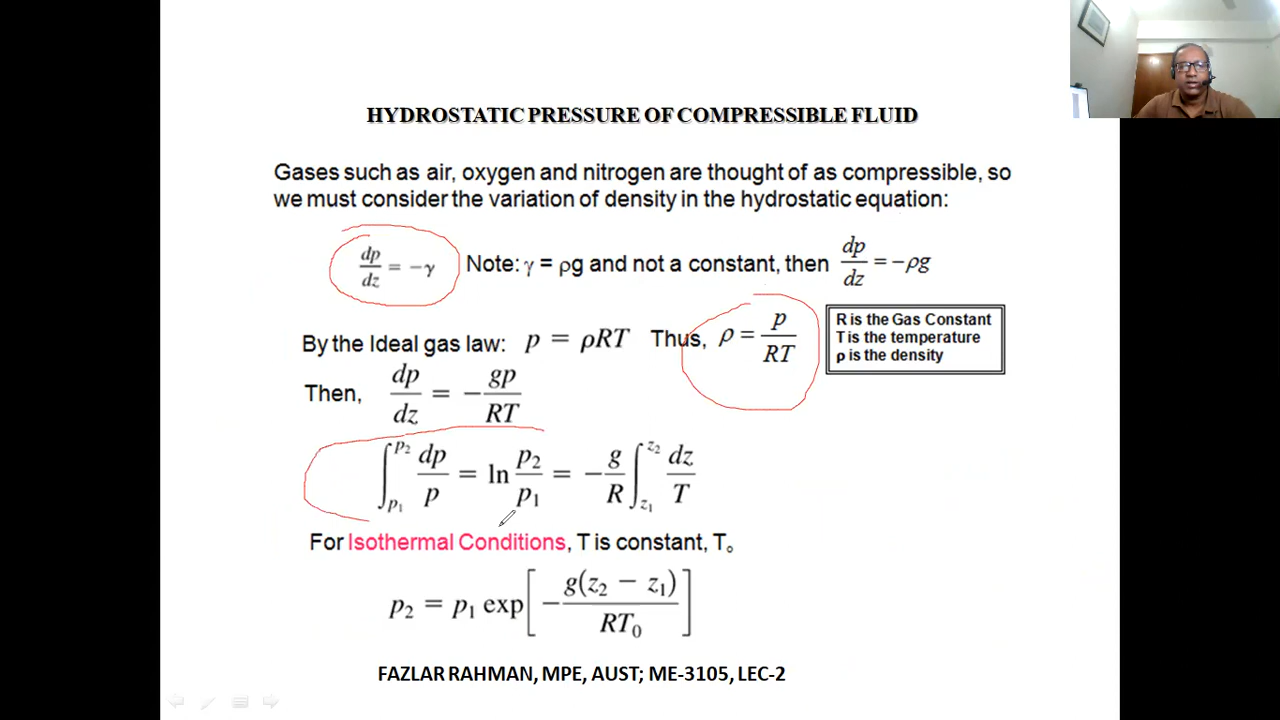 HYDROSTATIC PRESSURE OF COMPRESSIBLE FLUID
Gases such as air, oxygen and nitrogen are thought of as compressible, so
we must consider the variation of density in the hydrostatic equation:
dp/dz = −γ Note: γ = ρg and not a constant, then dp/dz = −ρg
By the Ideal gas law: p = ρRT Thus, ρ = p/RT
R is the Gas Constant
T is the temperature
ρ is the density
Then, dp/dz = − gp/RT
∫_{p₁}^{p₂} dp/p = ln p₂/p₁ = − g/R ∫_{z₁}^{z₂} dz/T
For Isothermal Conditions, T is constant, Tₒ
p₂ = p₁ exp[− g(z₂ − z₁)/RT₀]
FAZLAR RAHMAN, MPE, AUST; ME-3105, LEC-2